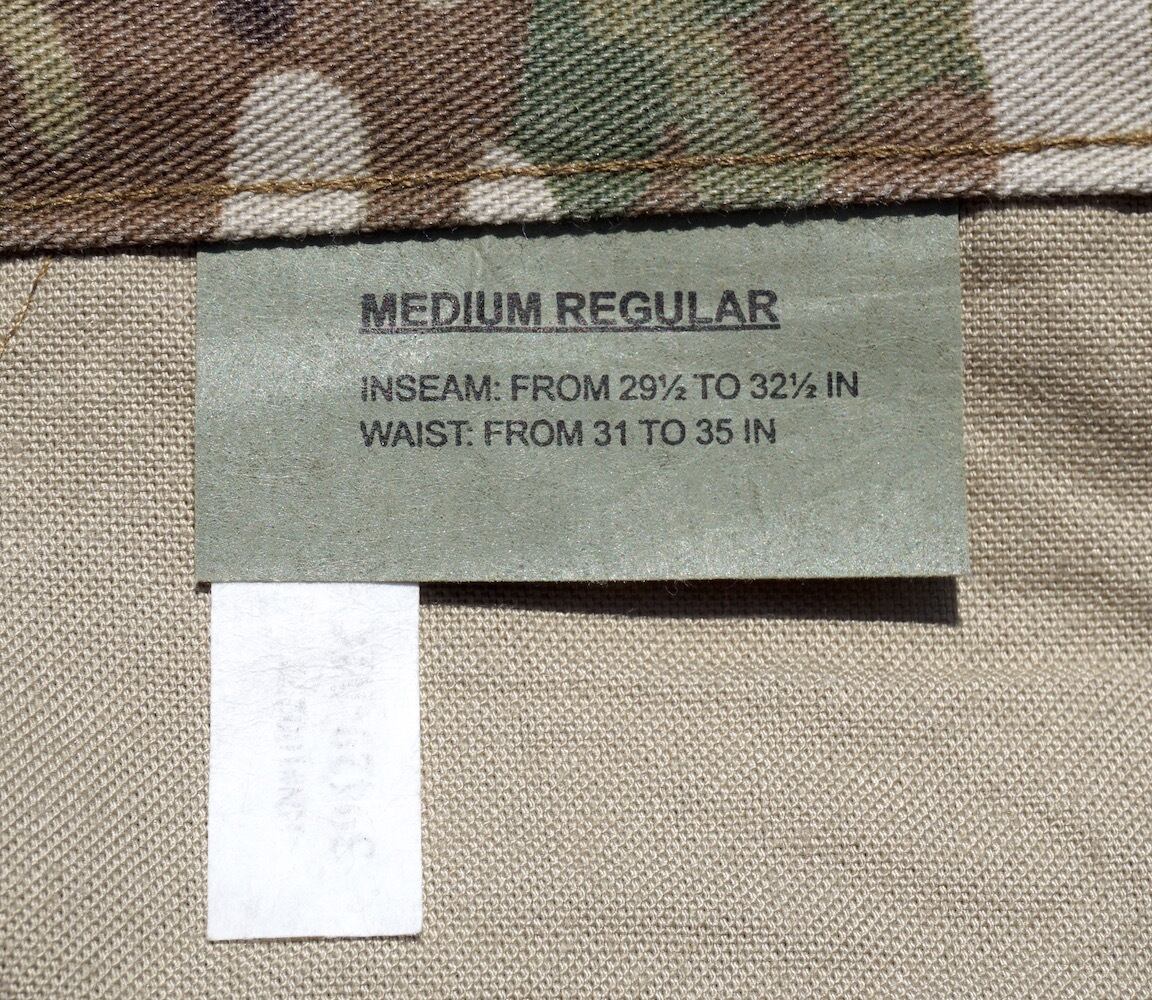 MEDIUM REGULAR
INSEAM: FROM 29½ TO 32½ IN
WAIST: FROM 31 TO 35 IN